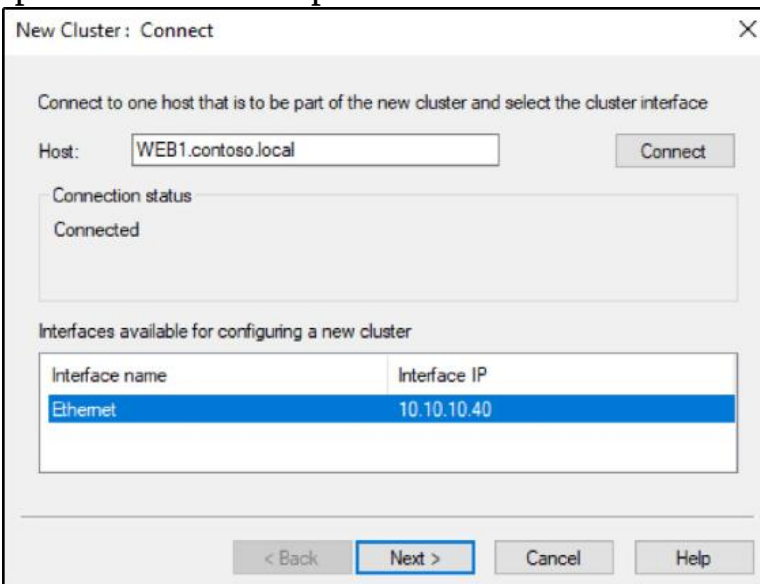 New Cluster : Connect
Connect to one host that is to be part of the new cluster and select the cluster interface
Host: WEB1.contoso.local Connect
Connection status
Connected
Interfaces available for configuring a new cluster
Interface name Interface IP
Ethernet 10.10.10.40
< Back Next > Cancel Help